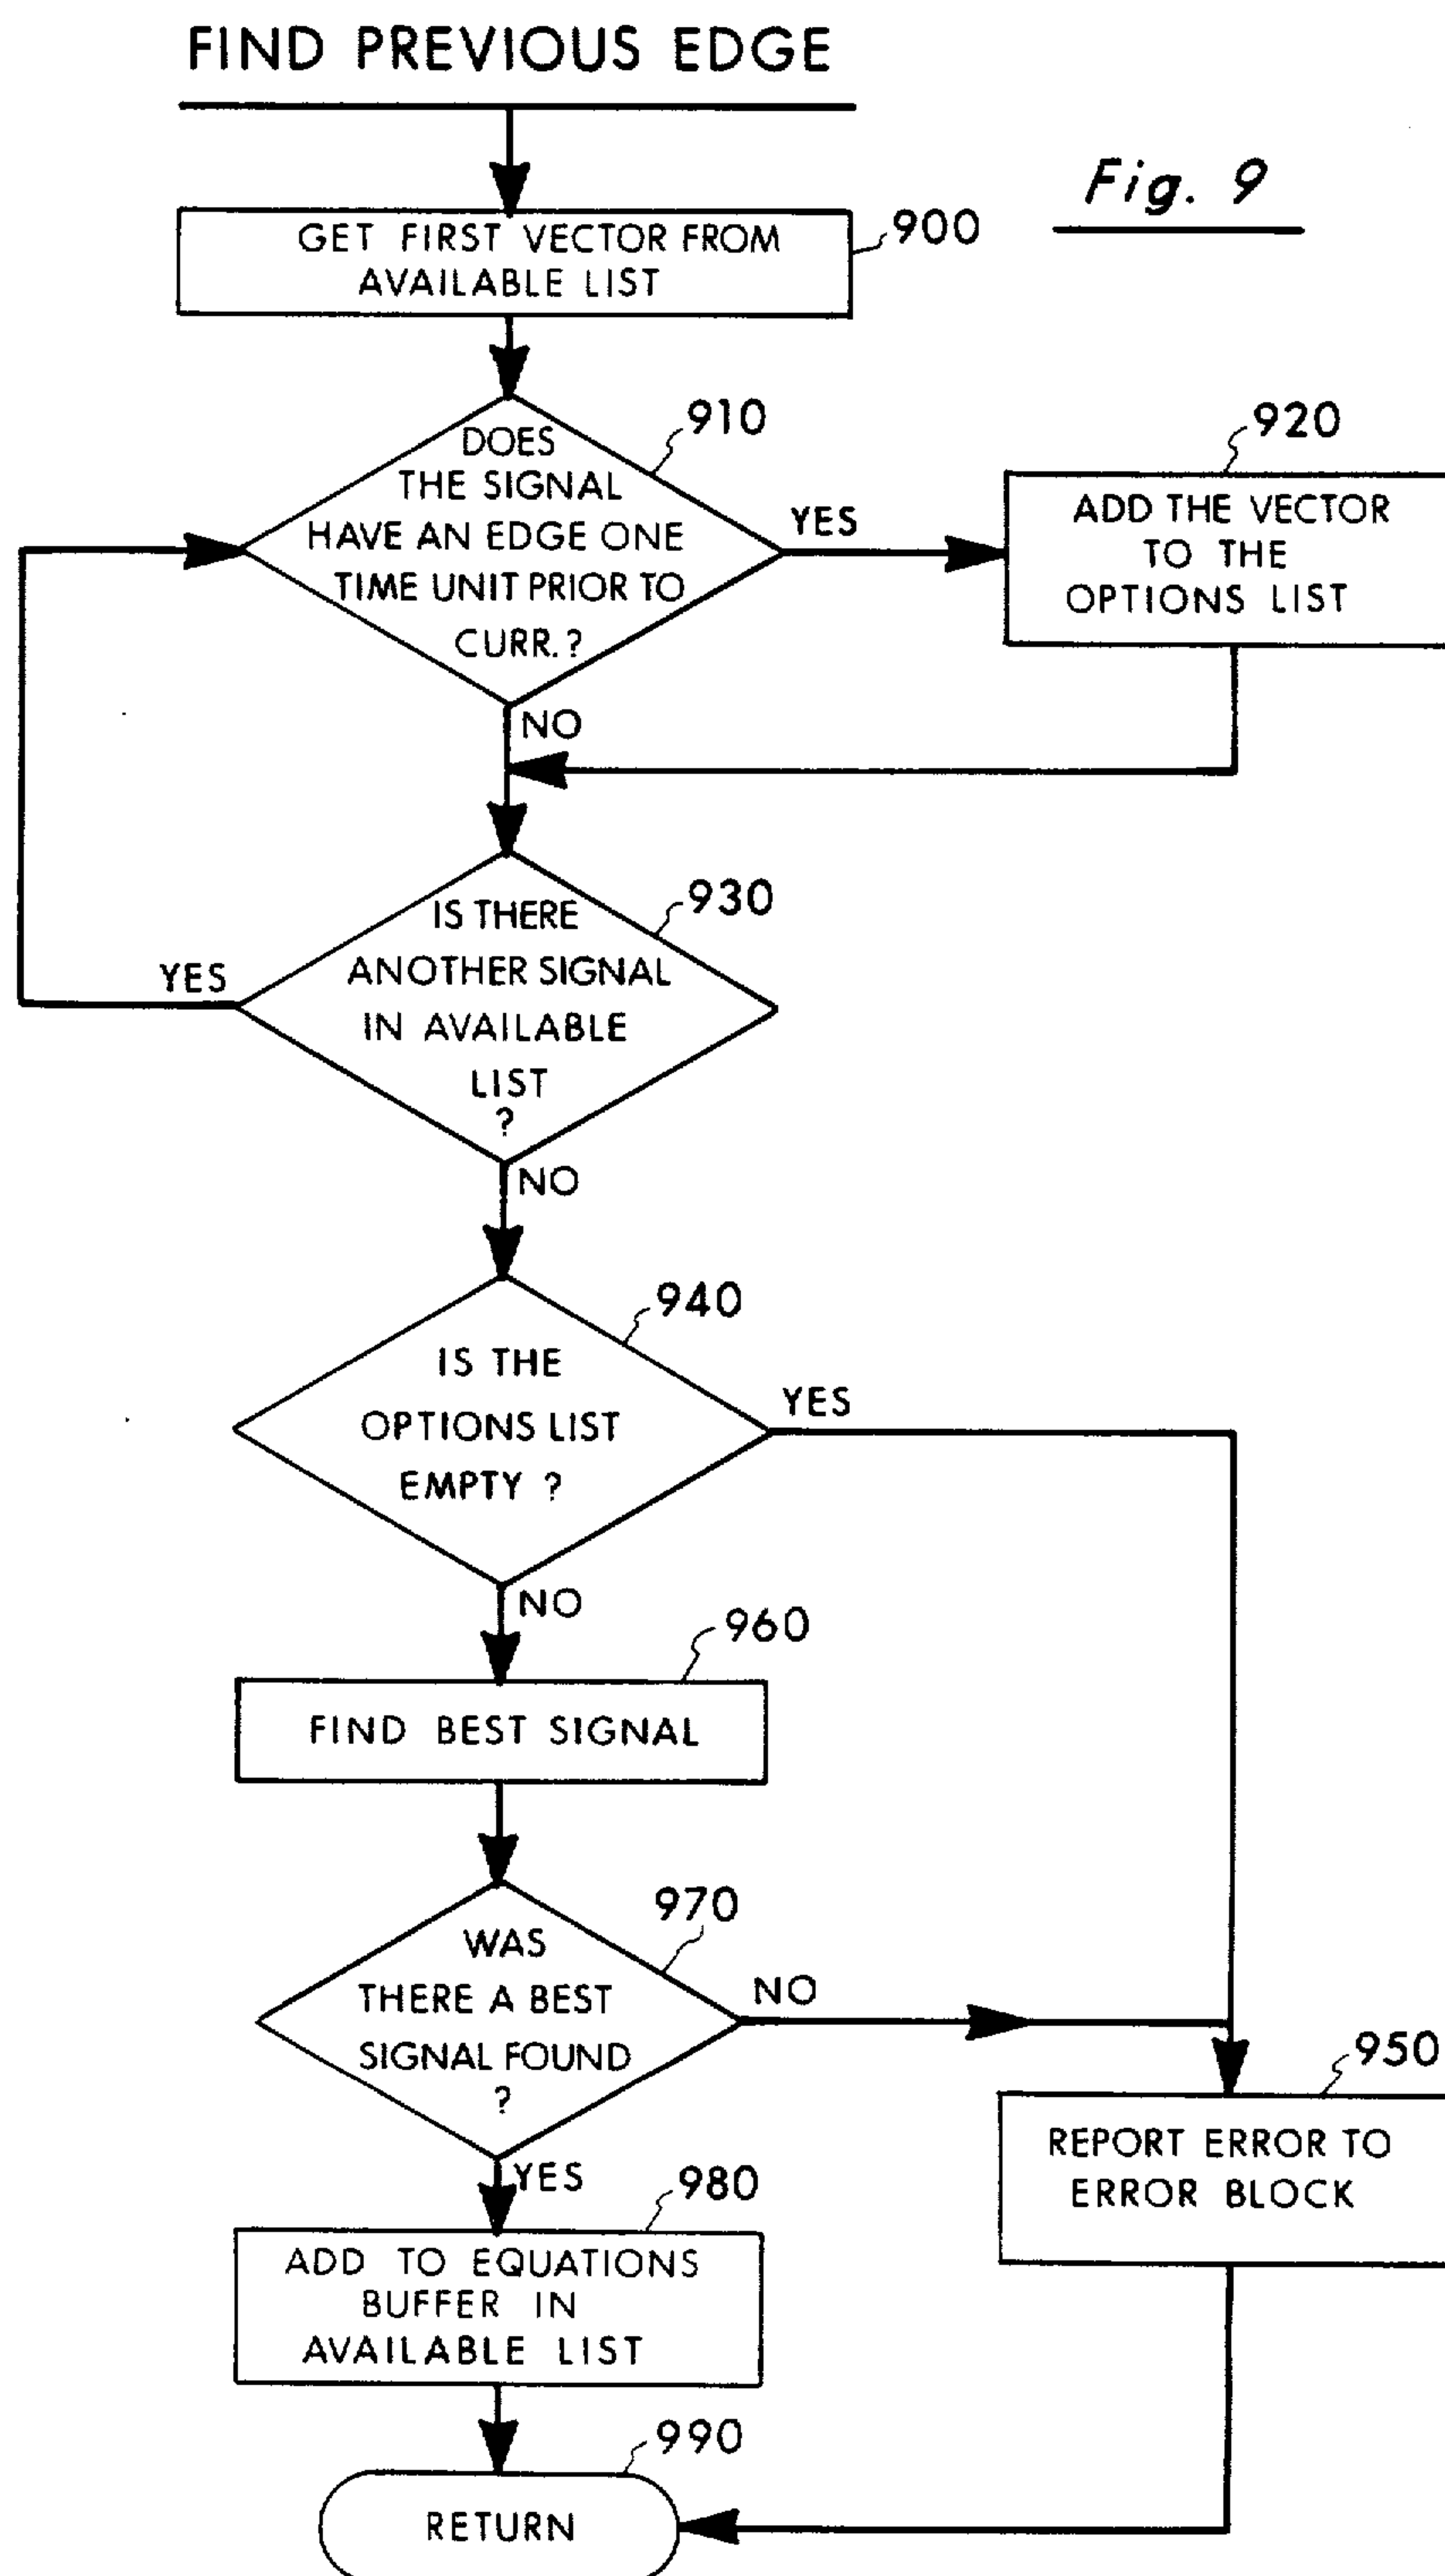 FIND PREVIOUS EDGE
Fig. 9
GET FIRST VECTOR FROM
AVAILABLE LIST
900
DOES
THE SIGNAL
HAVE AN EDGE ONE
TIME UNIT PRIOR TO
CURR. ?
910
YES
920
ADD THE VECTOR
TO THE
OPTIONS LIST
NO
IS THERE
ANOTHER SIGNAL
IN AVAILABLE
LIST
?
930
YES
NO
940
IS THE
OPTIONS LIST
EMPTY ?
YES
NO
960
FIND BEST SIGNAL
970
WAS
THERE A BEST
SIGNAL FOUND
?
NO
950
REPORT ERROR TO
ERROR BLOCK
YES
980
ADD TO EQUATIONS
BUFFER IN
AVAILABLE LIST
990
RETURN